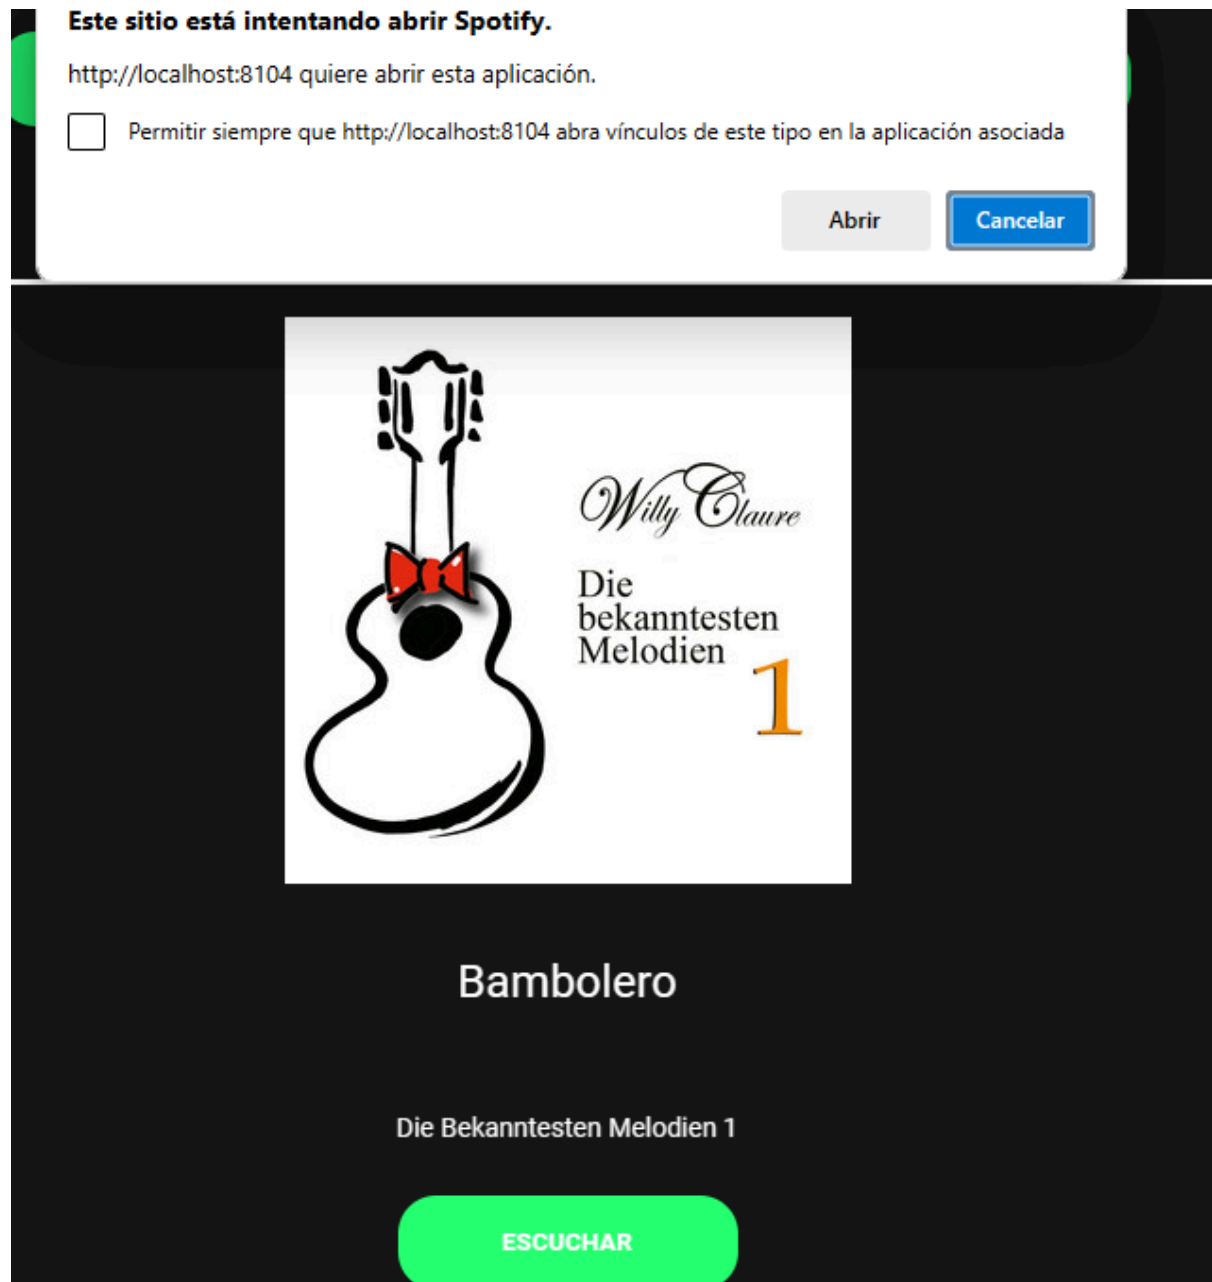 Este sitio está intentando abrir Spotify.
http://localhost:8104 quiere abrir esta aplicación.
Permitir siempre que http://localhost:8104 abra vínculos de este tipo en la aplicación asociada
Abrir
Cancelar
Willy Claure
Die
bekanntesten
Melodien
1
Bambolero
Die Bekanntesten Melodien 1
ESCUCHAR